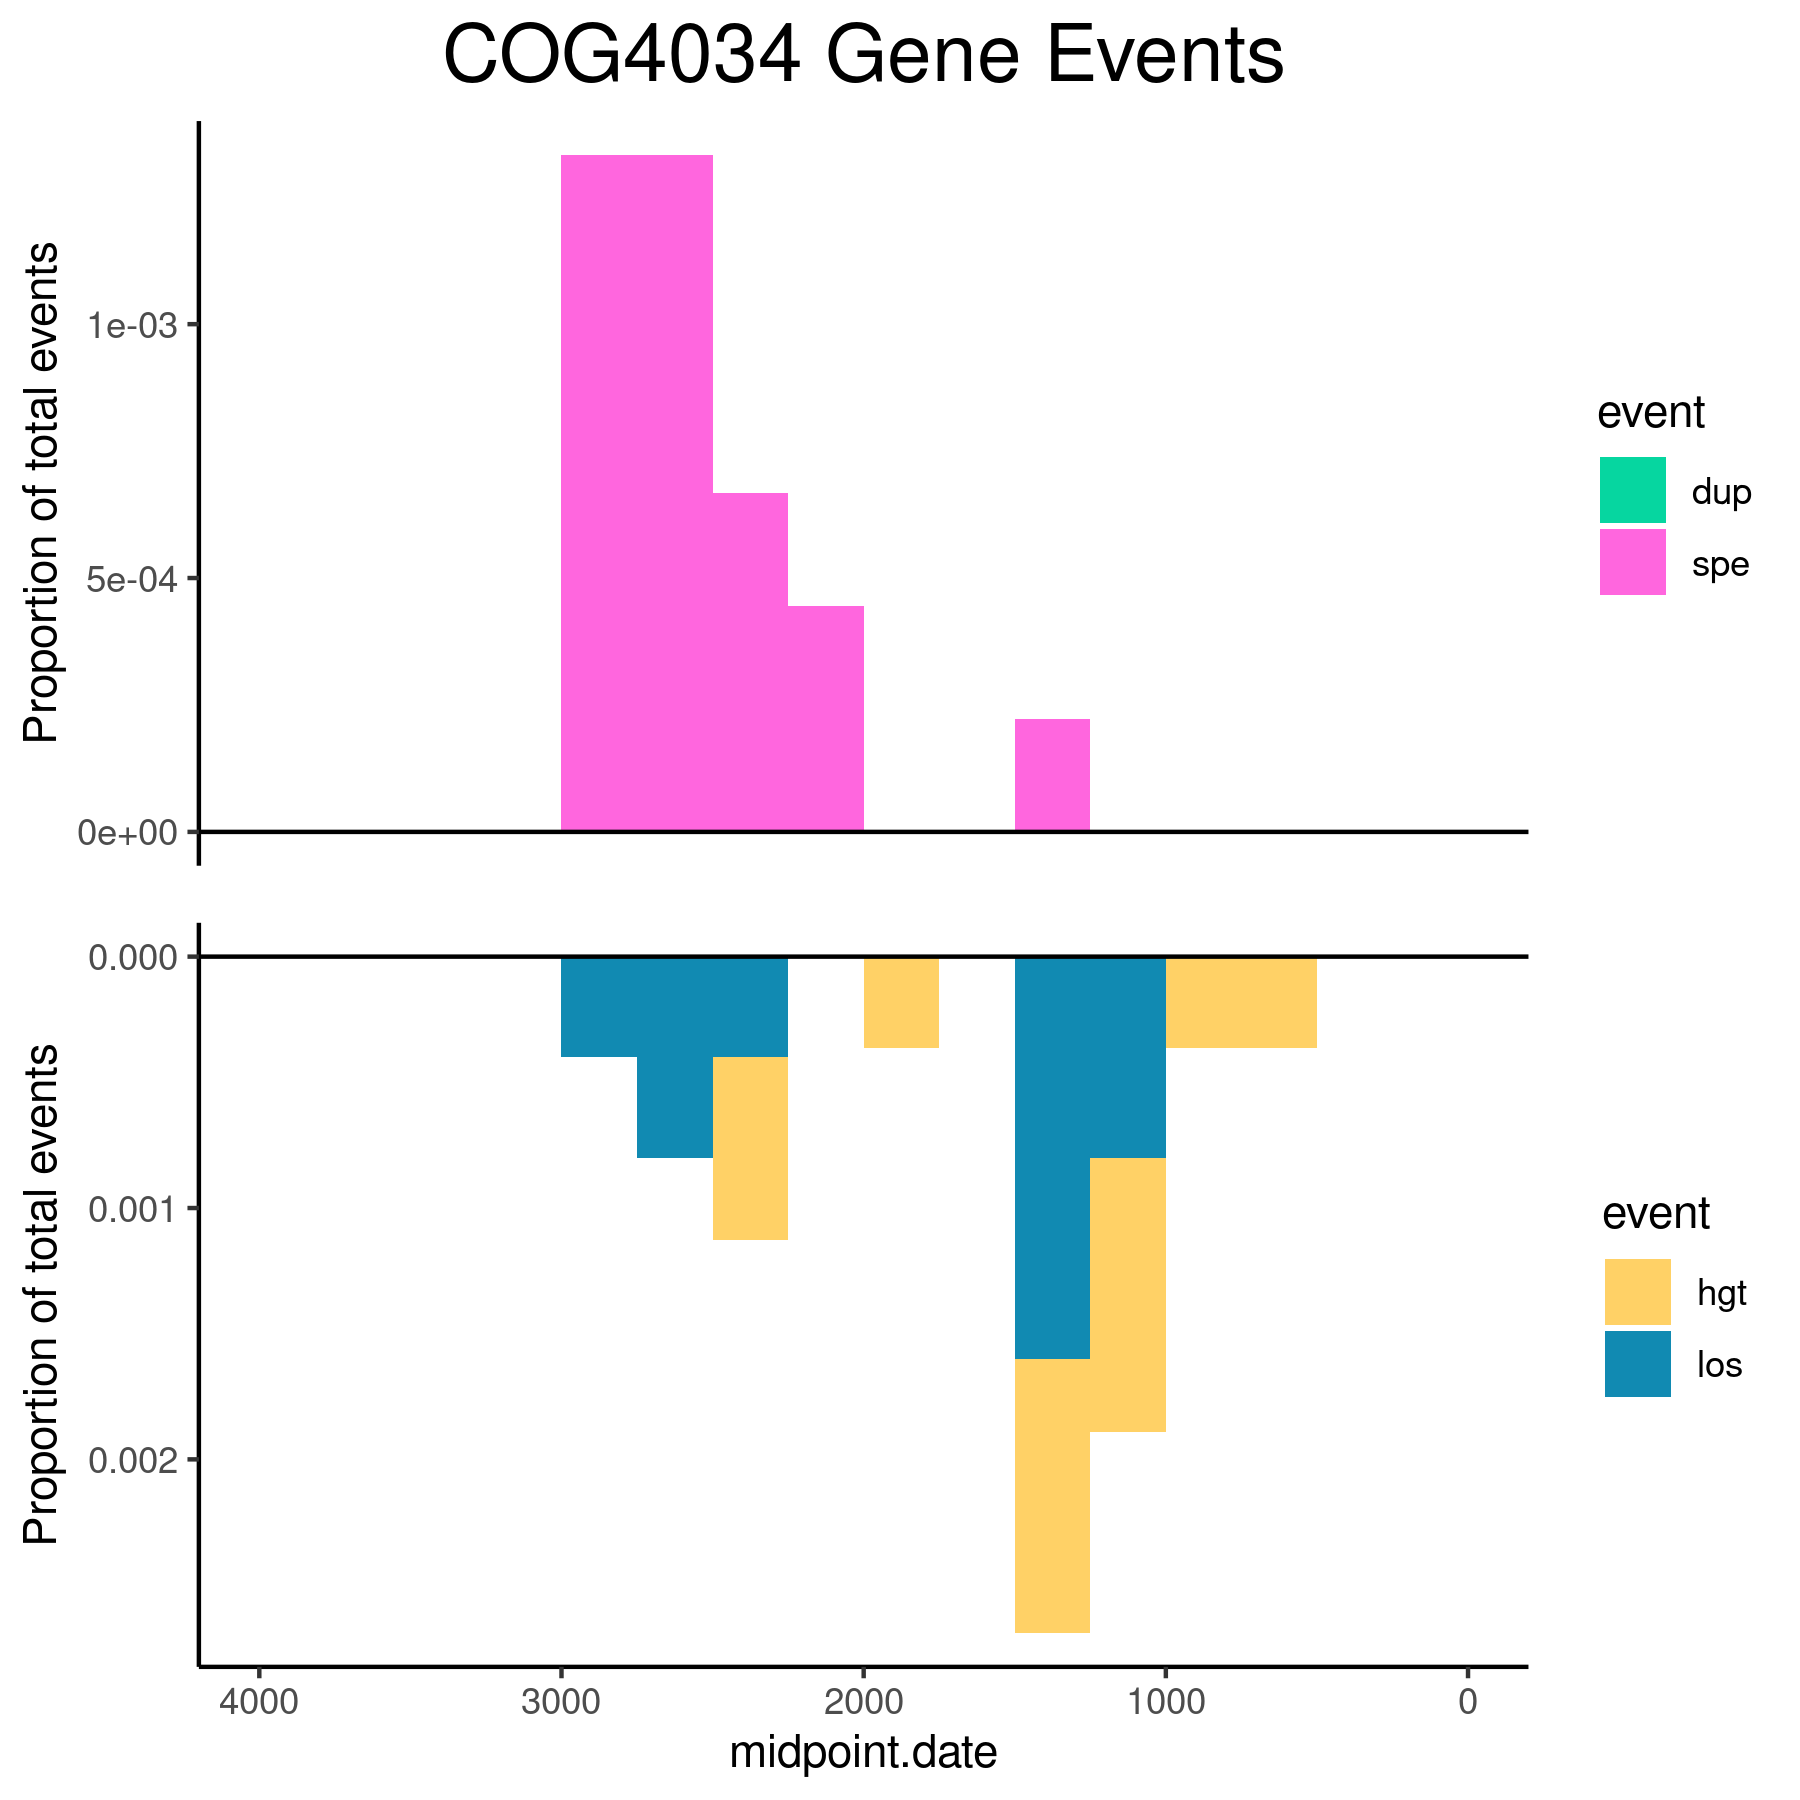 COG4034 Gene Events
Proportion of total events
1e-03
5e-04
0e+00
event
dup
spe
Proportion of total events
0.000
0.001
0.002
event
hgt
los
4000 3000 2000 1000 0
midpoint.date